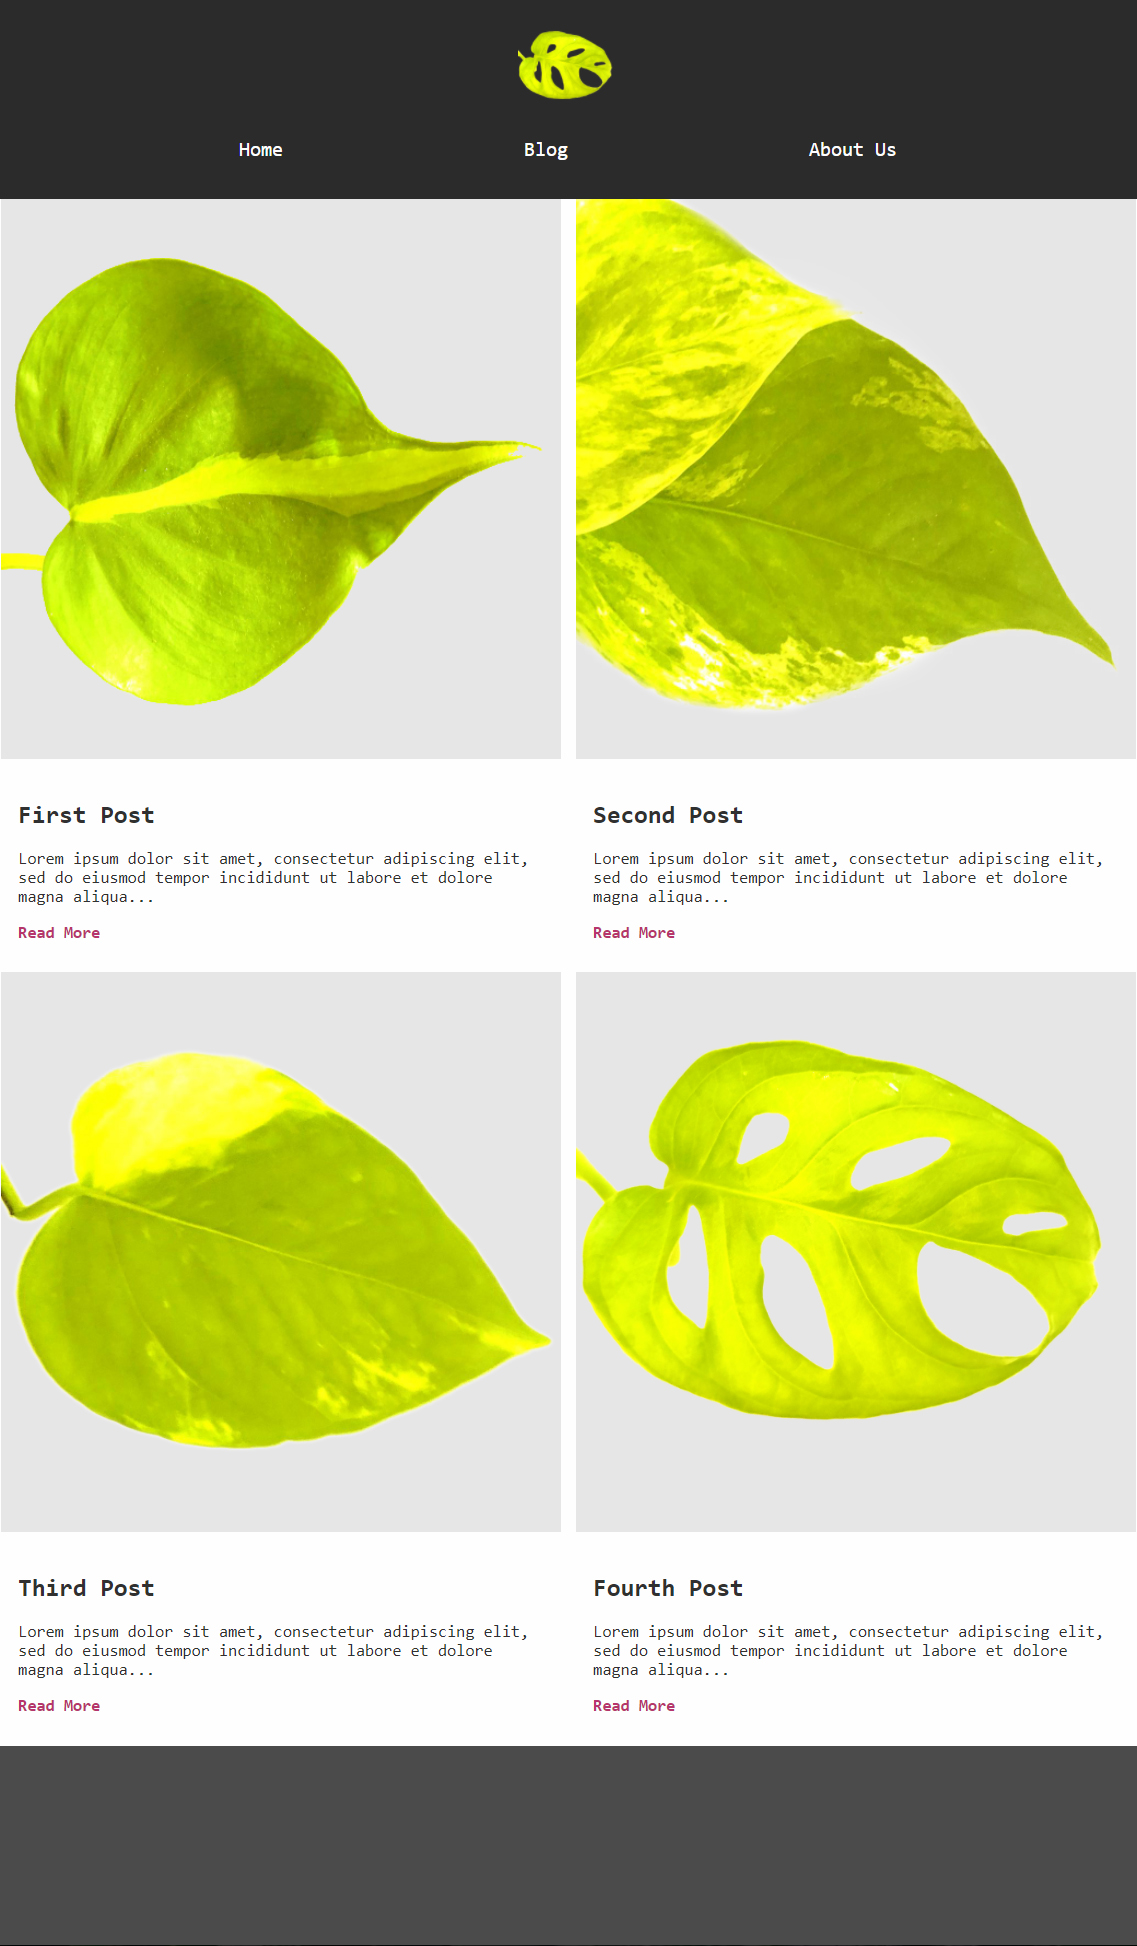 Home
Blog
About Us
First Post
Lorem ipsum dolor sit amet, consectetur adipiscing elit,
sed do eiusmod tempor incididunt ut labore et dolore
magna aliqua...
Read More
Second Post
Lorem ipsum dolor sit amet, consectetur adipiscing elit,
sed do eiusmod tempor incididunt ut labore et dolore
magna aliqua...
Read More
Third Post
Lorem ipsum dolor sit amet, consectetur adipiscing elit,
sed do eiusmod tempor incididunt ut labore et dolore
magna aliqua...
Read More
Fourth Post
Lorem ipsum dolor sit amet, consectetur adipiscing elit,
sed do eiusmod tempor incididunt ut labore et dolore
magna aliqua...
Read More